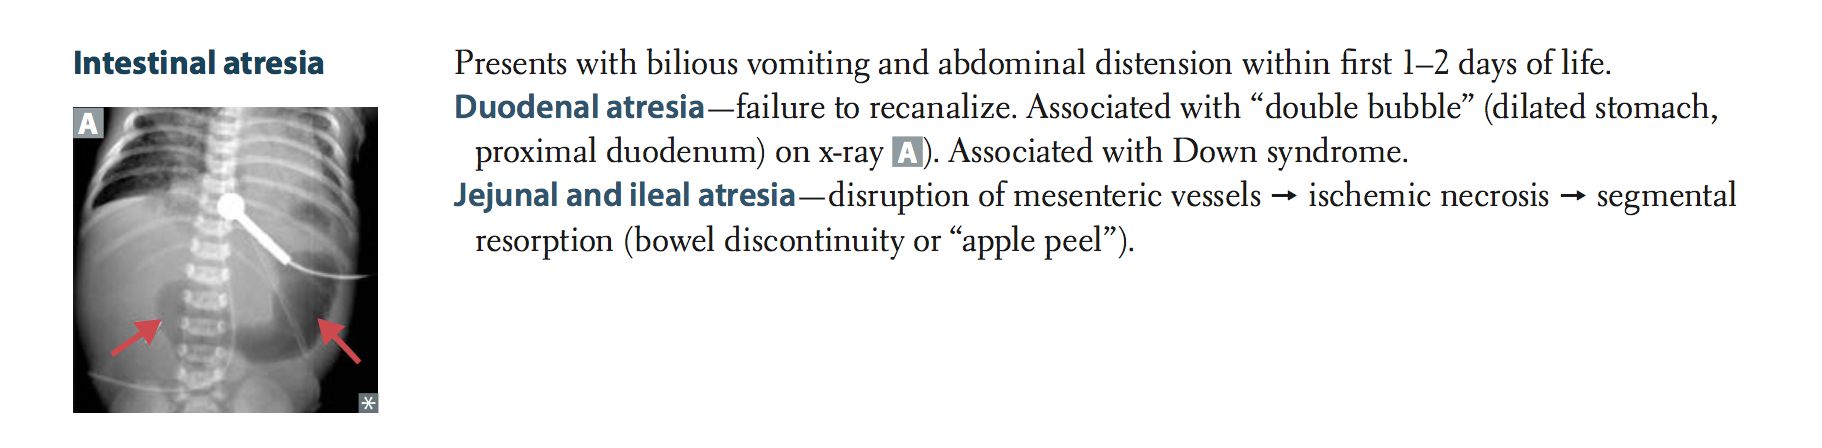 Intestinal atresia
A
*
Presents with bilious vomiting and abdominal distension within first 1–2 days of life.
Duodenal atresia—failure to recanalize. Associated with “double bubble” (dilated stomach,
proximal duodenum) on x-ray A). Associated with Down syndrome.
Jejunal and ileal atresia—disruption of mesenteric vessels → ischemic necrosis → segmental
resorption (bowel discontinuity or “apple peel”).